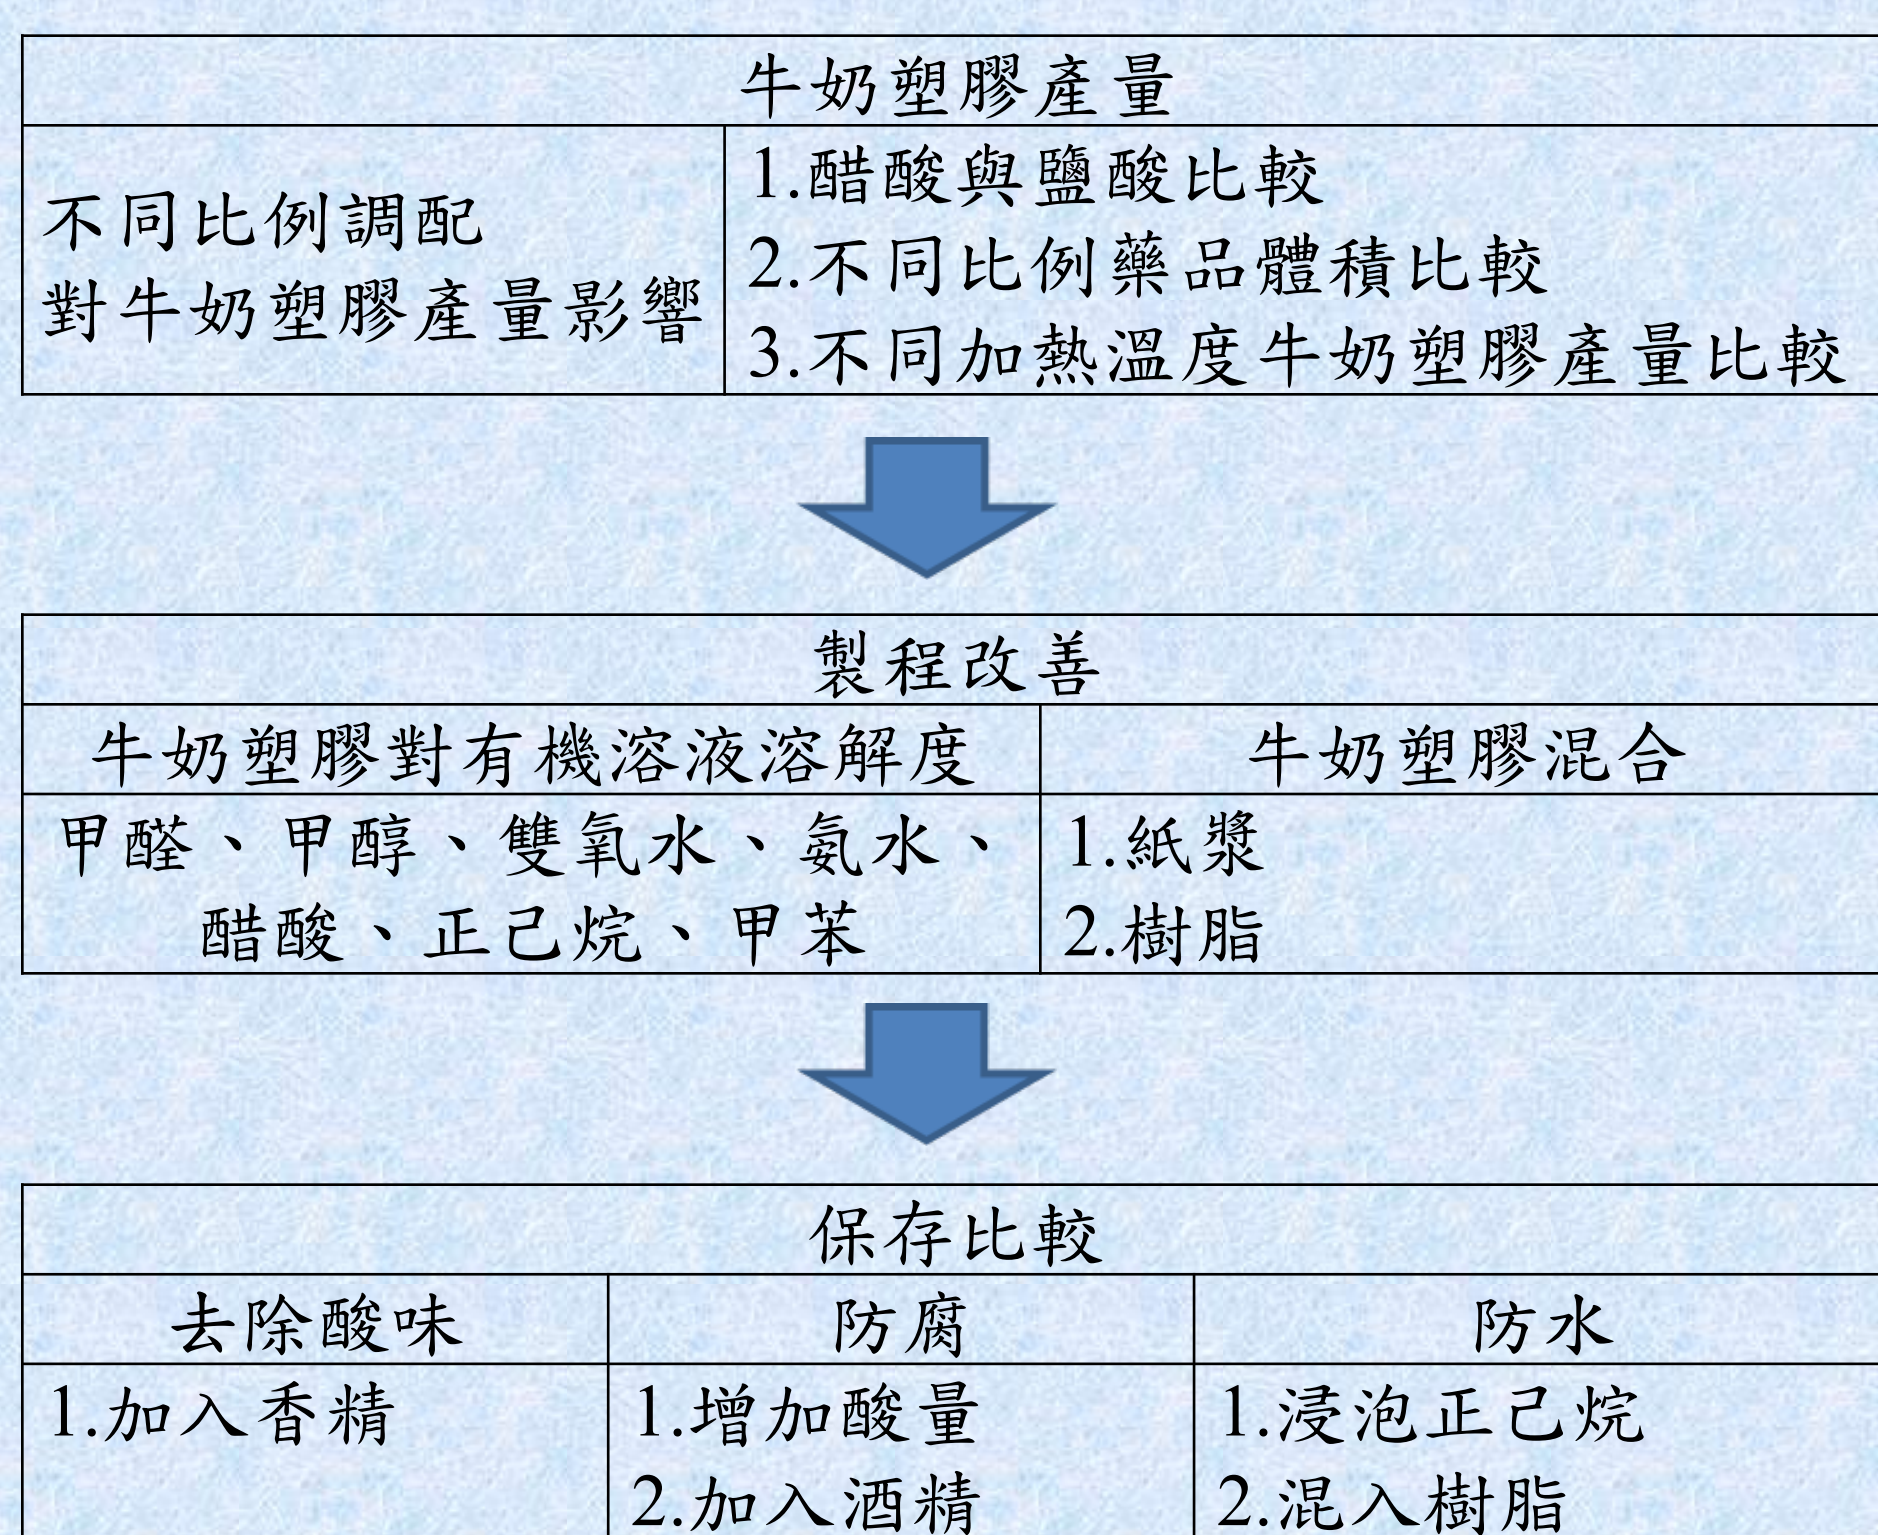 牛奶塑膠產量
不同比例調配
對牛奶塑膠產量影響
1.醋酸與鹽酸比較
2.不同比例藥品體積比較
3.不同加熱溫度牛奶塑膠產量比較
製程改善
牛奶塑膠對有機溶液溶解度
牛奶塑膠混合
甲醛、甲醇、雙氧水、氨水、
醋酸、正己烷、甲苯
1.紙漿
2.樹脂
保存比較
去除酸味
防腐
防水
1.加入香精
1.增加酸量
2.加入酒精
1.浸泡正己烷
2.混入樹脂